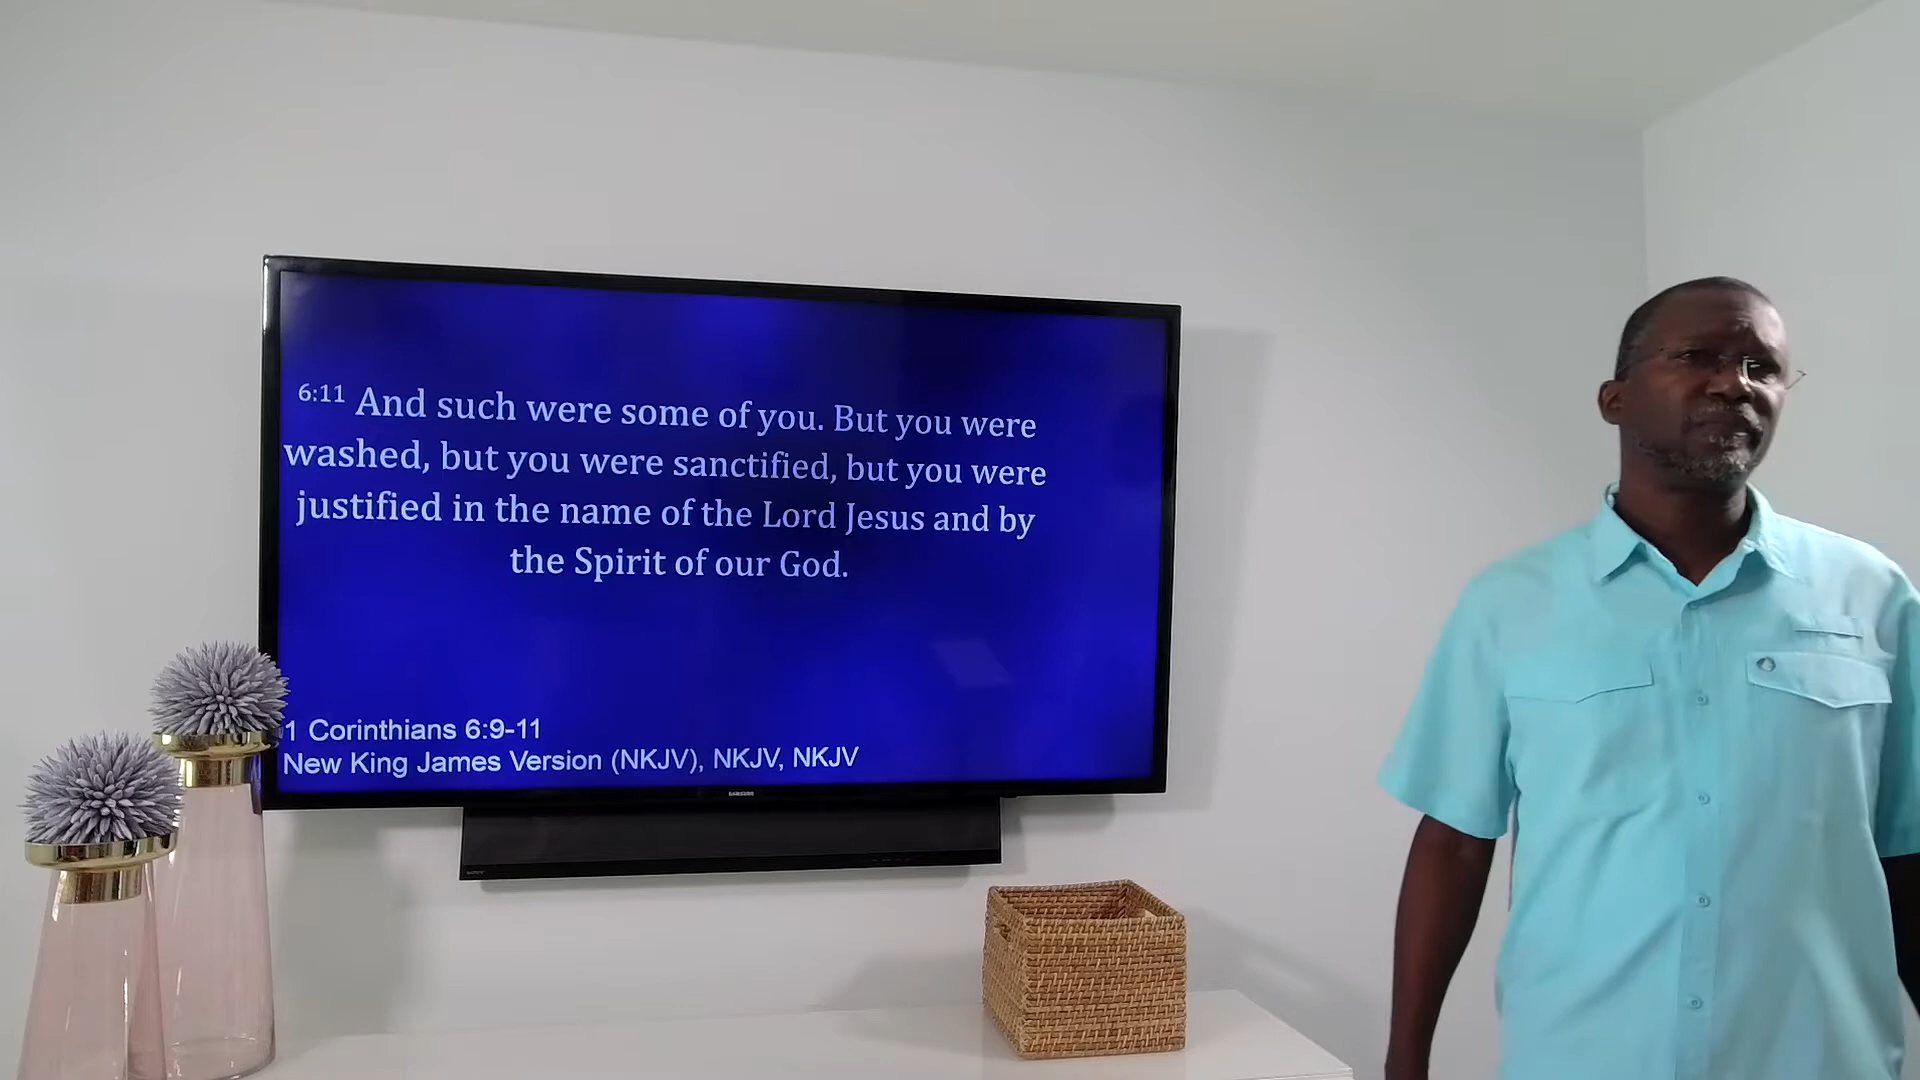 6:11 And such were some of you. But you were
washed, but you were sanctified, but you were
justified in the name of the Lord Jesus and by
the Spirit of our God.
1 Corinthians 6:9-11
New King James Version (NKJV), NKJV, NKJV
SAMSUNG